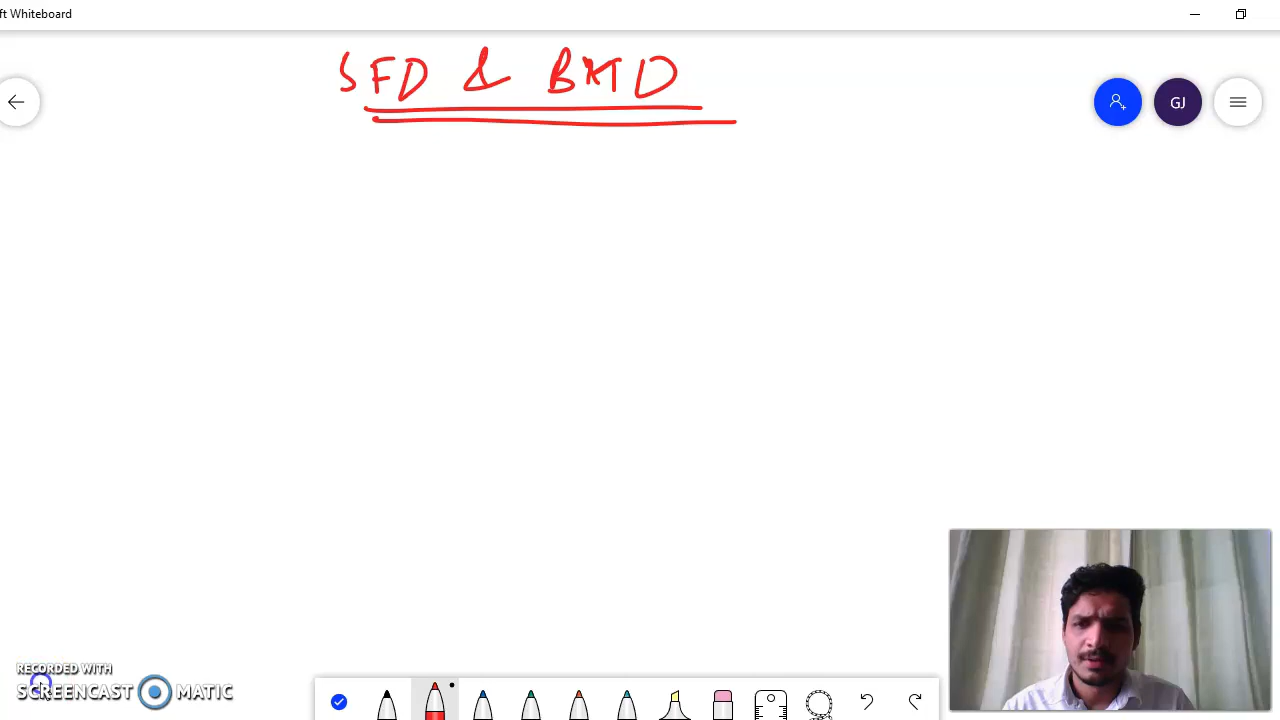 ft Whiteboard
SFD & BMD
GJ
RECORDED WITH
SCREENCAST MATIC